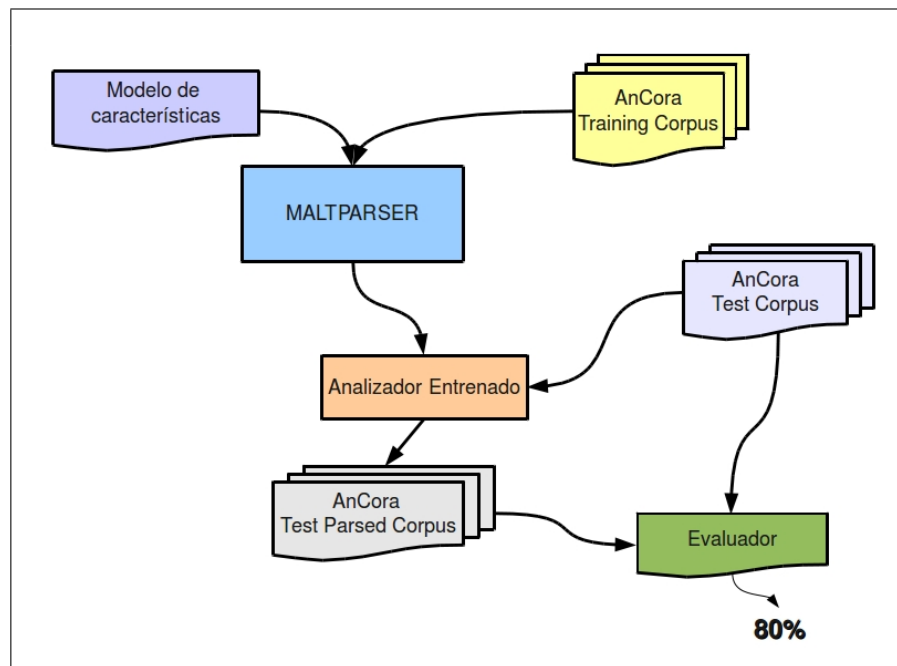 Modelo de
características
AnCora
Training Corpus
MALTPARSER
AnCora
Test Corpus
Analizador Entrenado
AnCora
Test Parsed Corpus
Evaluador
80%